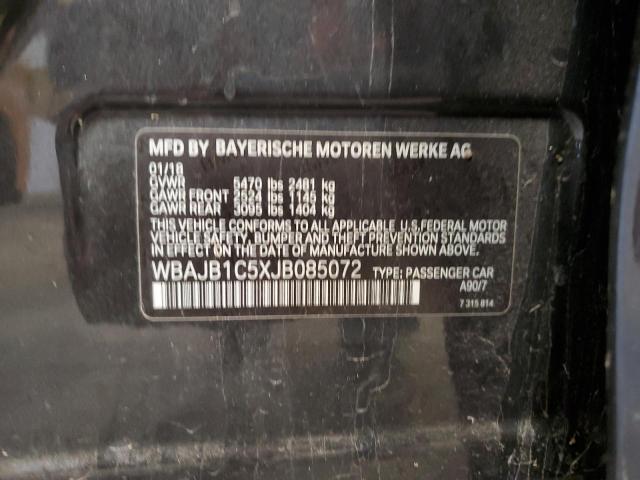 MFD BY BAYERISCHE MOTOREN WERKE AG
01/18
GVWR 5470 lbs 2481 kg
GAWR FRONT 2524 lbs 1145 kg
GAWR REAR 3095 lbs 1404 kg
THIS VEHICLE CONFORMS TO ALL APPLICABLE U.S.FEDERAL MOTOR
VEHICLE SAFETY, BUMPER AND THEFT PREVENTION STANDARDS
IN EFFECT ON THE DATE OF MANUFACTURE SHOWN ABOVE.
WBAJB1C5XJB085072 TYPE: PASSENGER CAR
A90/7
7 315 814